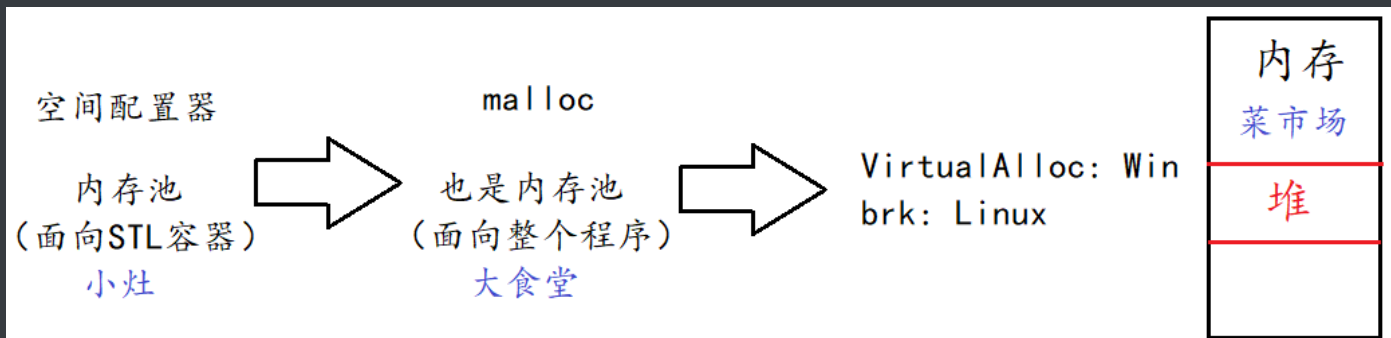 空间配置器
内存池
(面向STL容器)
小灶
malloc
也是内存池
(面向整个程序)
大食堂
VirtualAlloc: Win
brk: Linux
内存
菜市场
堆